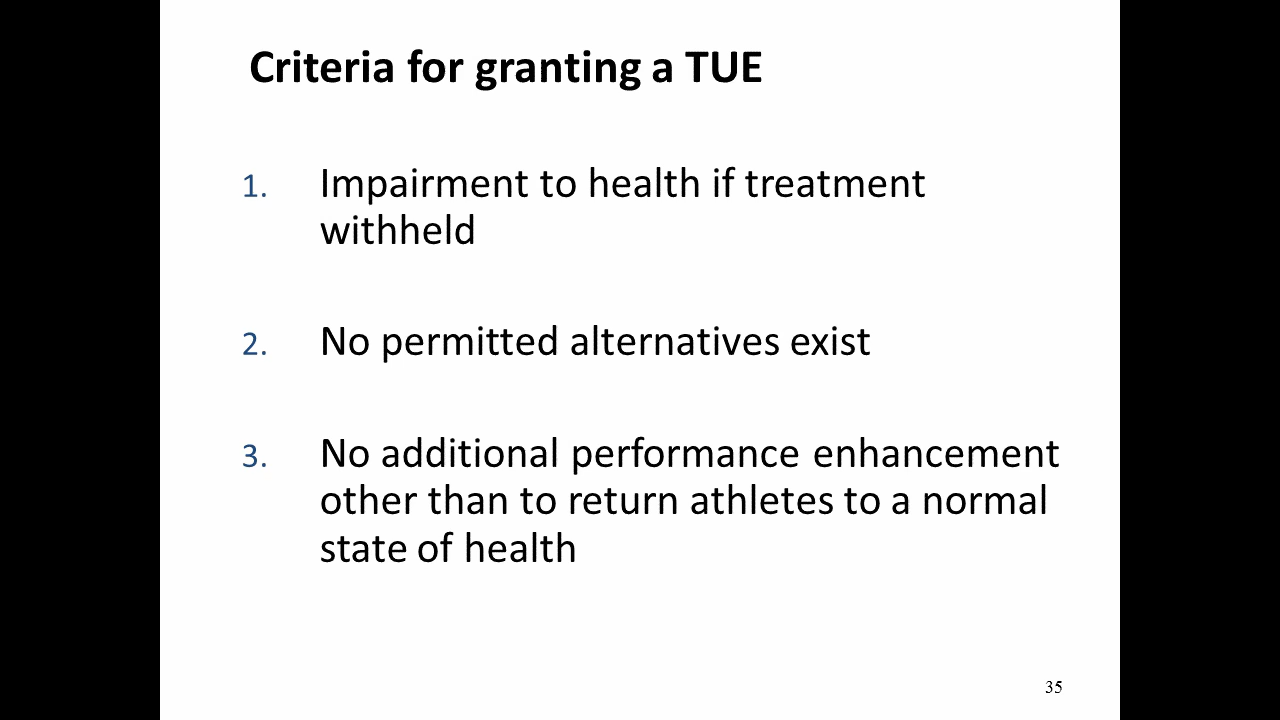 Criteria for granting a TUE
1. Impairment to health if treatment
withheld
2. No permitted alternatives exist
3. No additional performance enhancement
other than to return athletes to a normal
state of health
35